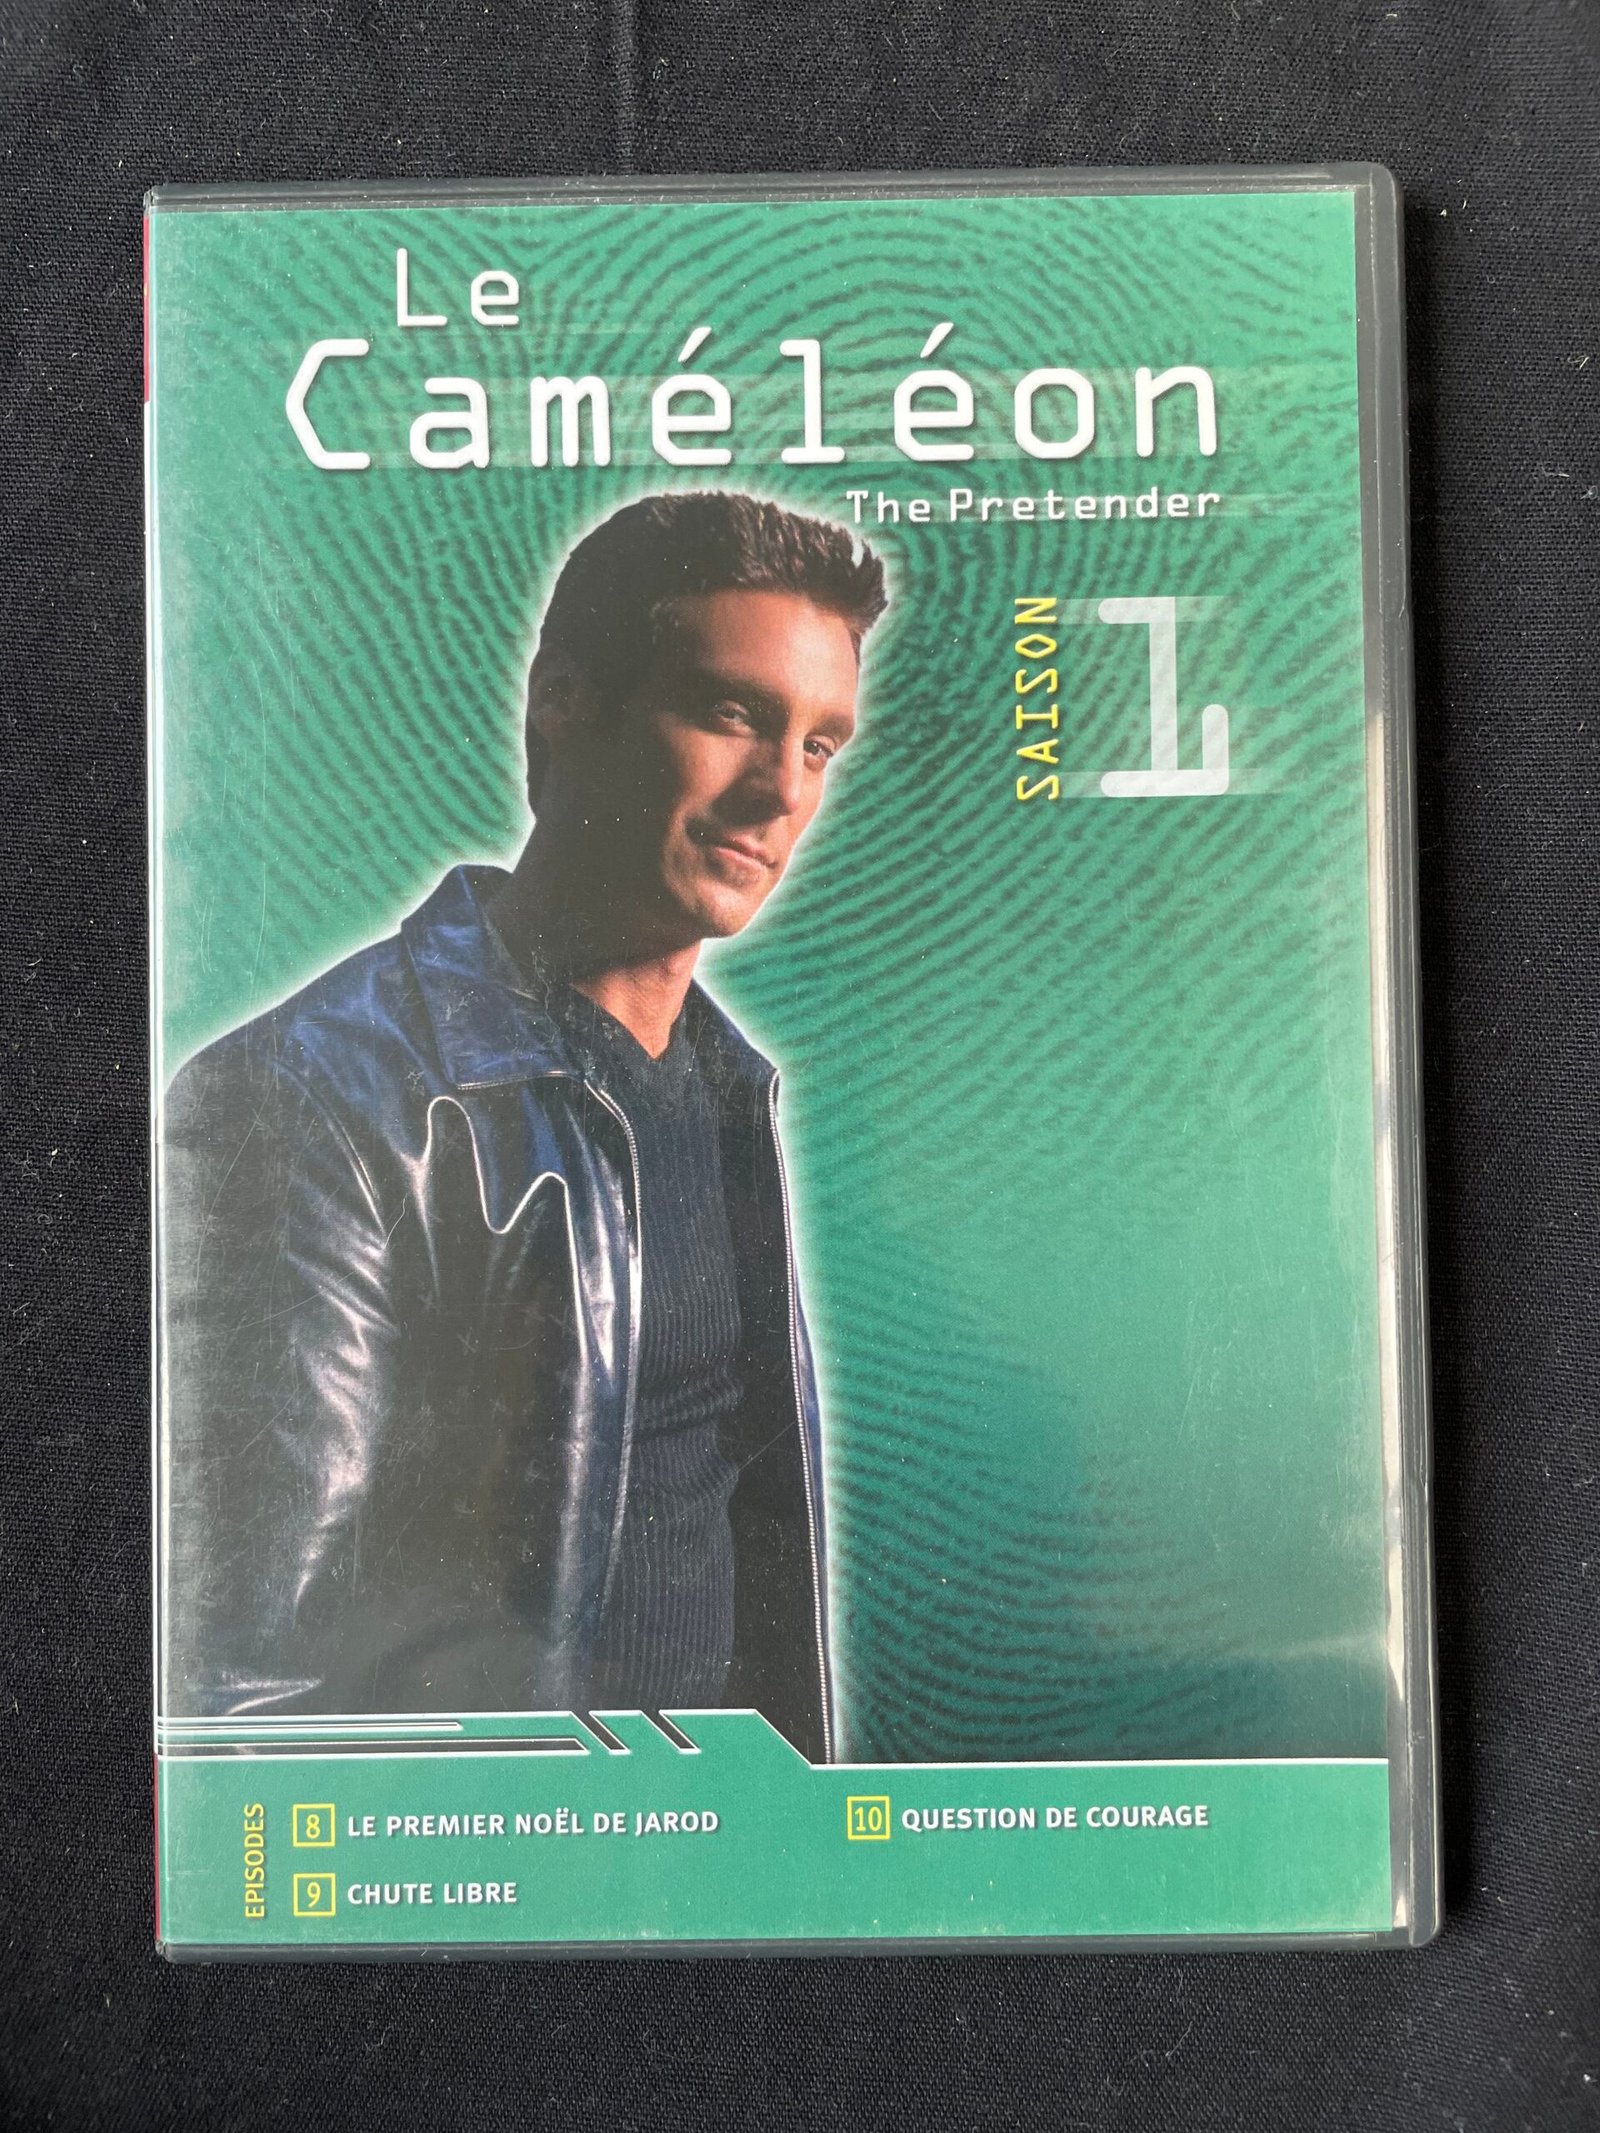 Le
Caméléon
The Pretender
SAISON
1
EPISODES
8 LE PREMIER NOËL DE JAROD
9 CHUTE LIBRE
10 QUESTION DE COURAGE